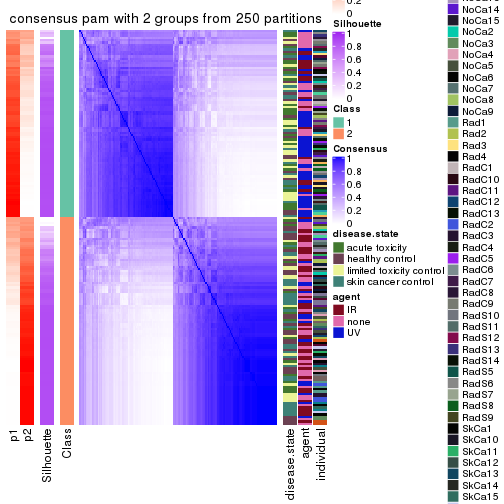 consensus pam with 2 groups from 250 partitions
p1
p2
Silhouette
Class
disease.state
agent
individual
0.2
0
Silhouette
1
0.8
0.6
0.4
0.2
0
Class
1
2
Consensus
1
0.8
0.6
0.4
0.2
0
disease.state
acute toxicity
healthy control
limited toxicity control
skin cancer control
agent
IR
none
UV
NoCa14
NoCa15
NoCa2
NoCa3
NoCa4
NoCa5
NoCa6
NoCa7
NoCa8
NoCa9
Rad1
Rad2
Rad3
Rad4
RadC1
RadC10
RadC11
RadC12
RadC13
RadC2
RadC3
RadC4
RadC5
RadC6
RadC7
RadC8
RadC9
RadS10
RadS11
RadS12
RadS13
RadS14
RadS5
RadS6
RadS7
RadS8
RadS9
SkCa1
SkCa10
SkCa11
SkCa12
SkCa13
SkCa14
SkCa15